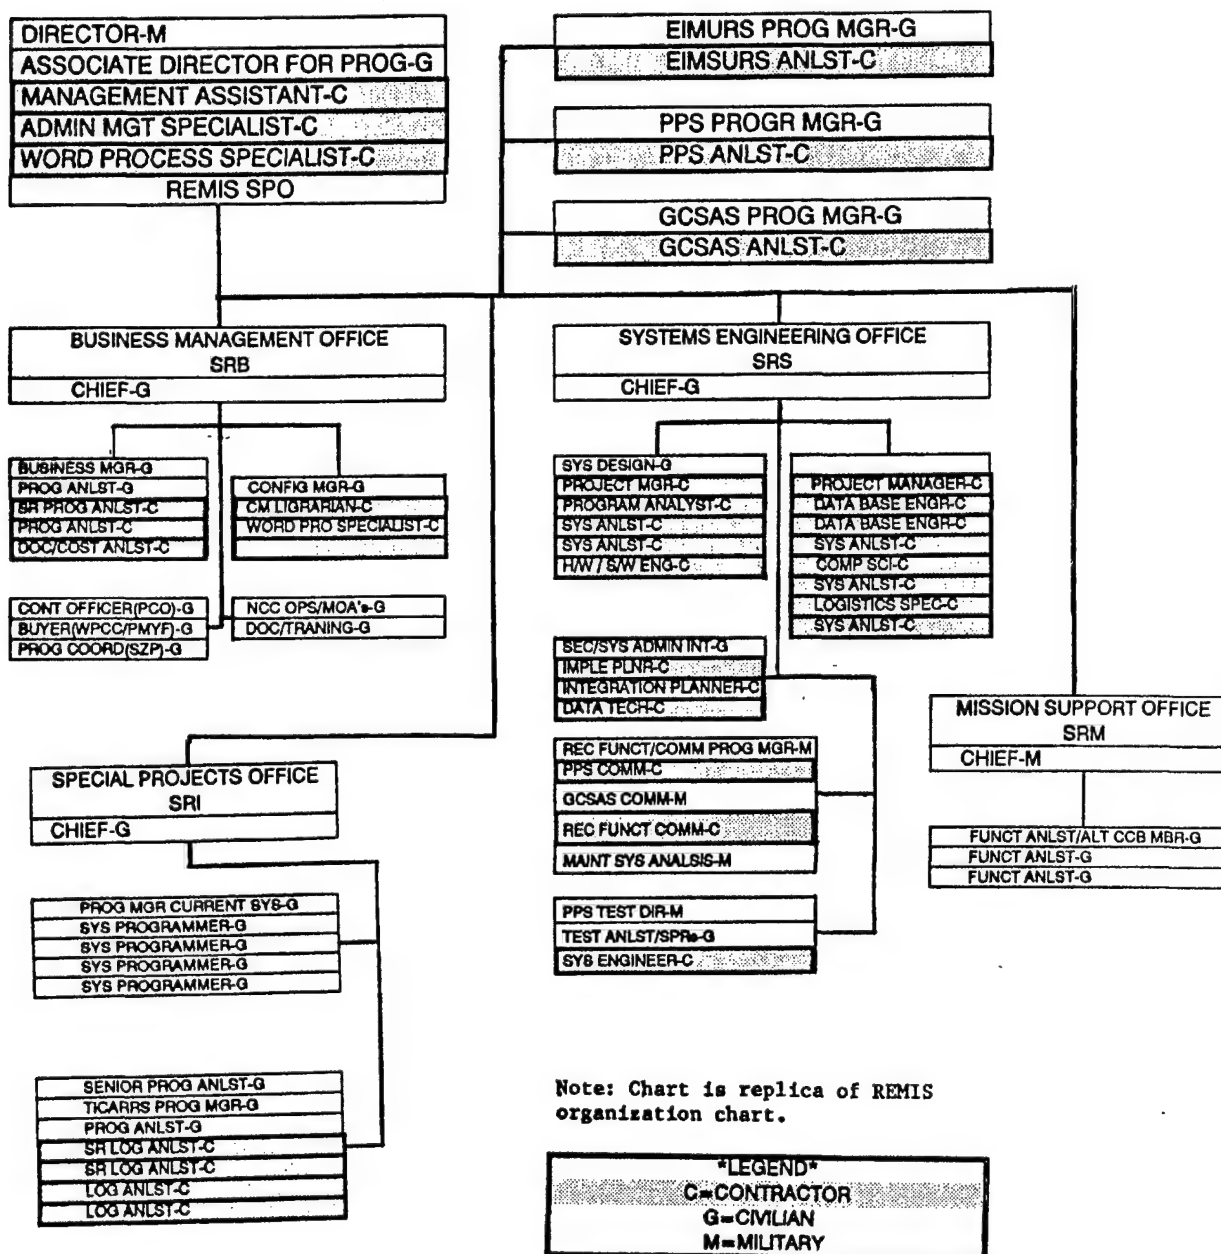 DIRECTOR-M
ASSOCIATE DIRECTOR FOR PROG-G
MANAGEMENT ASSISTANT-C
ADMIN MGT SPECIALIST-C
WORD PROCESS SPECIALIST-C
REMIS SPO
EIMURS PROG MGR-G
EIMSURS ANLST-C
PPS PROGR MGR-G
PPS ANLST-C
GCSAS PROG MGR-G
GCSAS ANLST-C
BUSINESS MANAGEMENT OFFICE
SRB
CHIEF-G
SYSTEMS ENGINEERING OFFICE
SRS
CHIEF-G
BUSINESS MGR-G
PROG ANLST-G
SR PROG ANLST-C
PROG ANLST-C
DOC/COST ANLST-C
CONFIG MGR-G
CM LIGRARIAN-C
WORD PRO SPECIALIST-C
CONT OFFICER(PCO)-G
BUYER(WPCC/PMYF)-G
PROG COORD(SZP)-G
NCC OPS/MOA's-G
DOC/TRANING-G
SYS DESIGN-G
PROJECT MGR-C
PROGRAM ANALYST-C
SYS ANLST-C
SYS ANLST-C
H/W / S/W ENG-C
PROJECT MANAGER-C
DATA BASE ENGR-C
DATA BASE ENGR-C
SYS ANLST-C
COMP SCI-C
SYS ANLST-C
LOGISTICS SPEC-C
SYS ANLST-C
SEC/SYS ADMIN INT-G
IMPLE PLNR-C
INTEGRATION PLANNER-C
DATA TECH-C
REC FUNCT/COMM PROG MGR-M
PPS COMM-C
GCSAS COMM-M
REC FUNCT COMM-C
MAINT SYS ANALSIS-M
PPS TEST DIR-M
TEST ANLST/SPRs-G
SYS ENGINEER-C
MISSION SUPPORT OFFICE
SRM
CHIEF-M
FUNCT ANLST/ALT CCB MBR-G
FUNCT ANLST-G
FUNCT ANLST-G
SPECIAL PROJECTS OFFICE
SRI
CHIEF-G
PROG MGR CURRENT SYS-G
SYS PROGRAMMER-G
SYS PROGRAMMER-G
SYS PROGRAMMER-G
SYS PROGRAMMER-G
SENIOR PROG ANLST-G
TICARRS PROG MGR-G
PROG ANLST-G
SR LOG ANLST-C
SR LOG ANLST-C
LOG ANLST-C
LOG ANLST-C
Note: Chart is replica of REMIS
organization chart.
*LEGEND*
C=CONTRACTOR
G=CIVILIAN
M=MILITARY